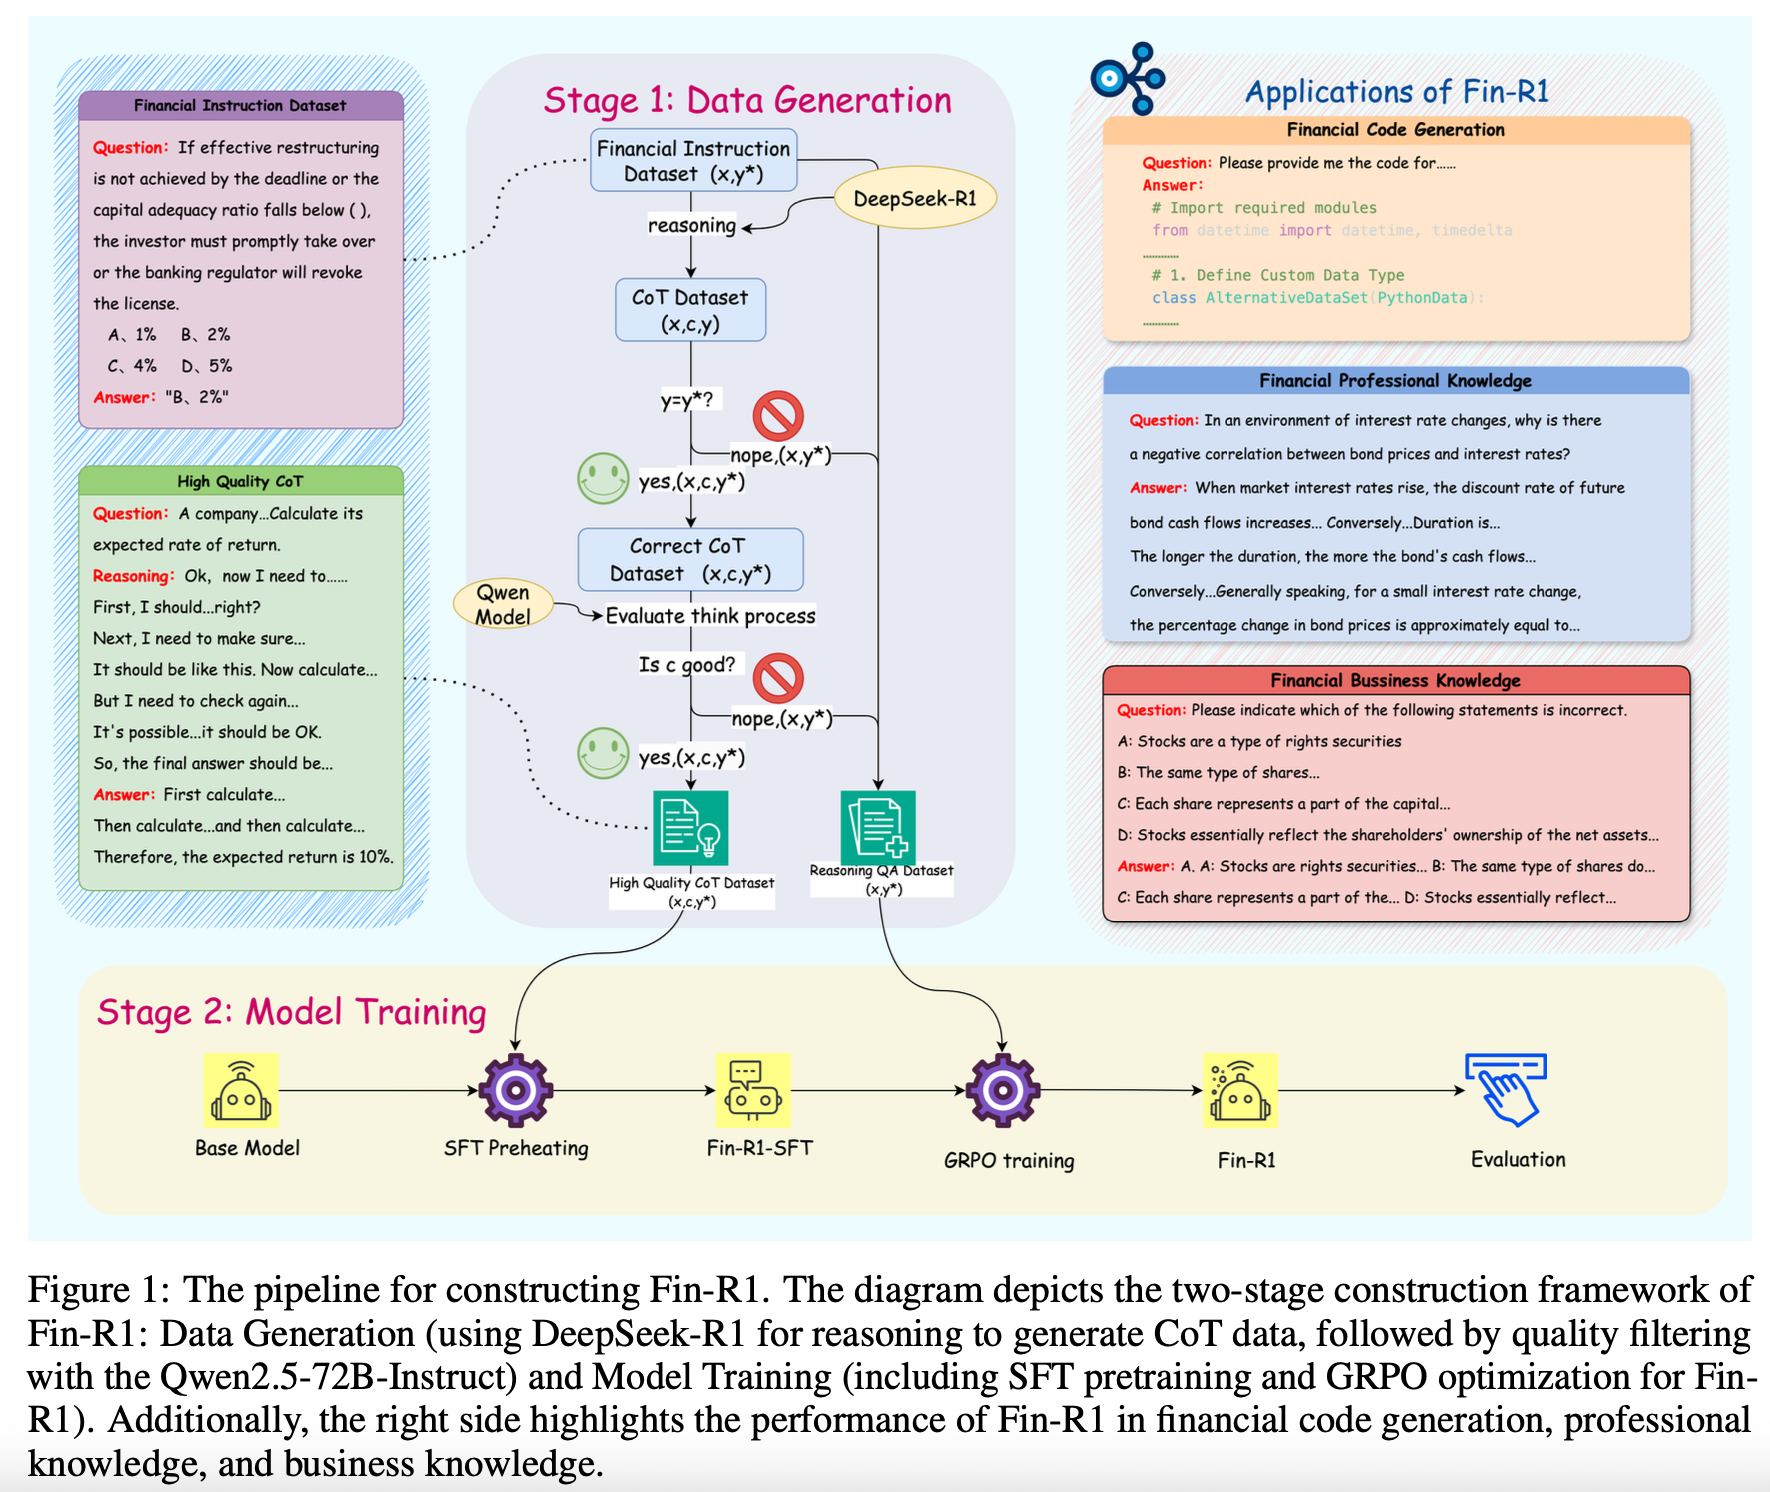 Financial Instruction Dataset
Question: If effective restructuring
is not achieved by the deadline or the
capital adequacy ratio falls below ( ),
the investor must promptly take over
or the banking regulator will revoke
the license.
A、1% B、2%
C、4% D、5%
Answer: "B、2%"
High Quality CoT
Question: A company...Calculate its
expected rate of return.
Reasoning: Ok, now I need to......
First, I should...right?
Next, I need to make sure...
It should be like this. Now calculate...
But I need to check again...
It's possible...it should be OK.
So, the final answer should be...
Answer: First calculate...
Then calculate...and then calculate...
Therefore, the expected return is 10%.
Stage 1: Data Generation
Financial Instruction
Dataset (x,y*)
DeepSeek-R1
reasoning
CoT Dataset
(x,c,y)
y=y*?
nope,(x,y*)
yes,(x,c,y*)
Correct CoT
Dataset (x,c,y*)
Qwen
Model
Evaluate think process
Is c good?
nope,(x,y*)
yes,(x,c,y*)
High Quality CoT Dataset
(x,c,y*)
Reasoning QA Dataset
(x,y*)
Applications of Fin-R1
Financial Code Generation
Question: Please provide me the code for......
Answer:
# Import required modules
from datetime import datetime, timedelta
............
# 1. Define Custom Data Type
class AlternativeDataSet(PythonData):
............
Financial Professional Knowledge
Question: In an environment of interest rate changes, why is there
a negative correlation between bond prices and interest rates?
Answer: When market interest rates rise, the discount rate of future
bond cash flows increases... Conversely...Duration is...
The longer the duration, the more the bond's cash flows...
Conversely...Generally speaking, for a small interest rate change,
the percentage change in bond prices is approximately equal to...
Financial Bussiness Knowledge
Question: Please indicate which of the following statements is incorrect.
A: Stocks are a type of rights securities
B: The same type of shares...
C: Each share represents a part of the capital...
D: Stocks essentially reflect the shareholders' ownership of the net assets...
Answer: A. A: Stocks are rights securities... B: The same type of shares do...
C: Each share represents a part of the... D: Stocks essentially reflect...
Stage 2: Model Training
Base Model
SFT Preheating
Fin-R1-SFT
GRPO training
Fin-R1
Evaluation
Figure 1: The pipeline for constructing Fin-R1. The diagram depicts the two-stage construction framework of
Fin-R1: Data Generation (using DeepSeek-R1 for reasoning to generate CoT data, followed by quality filtering
with the Qwen2.5-72B-Instruct) and Model Training (including SFT pretraining and GRPO optimization for Fin-
R1). Additionally, the right side highlights the performance of Fin-R1 in financial code generation, professional
knowledge, and business knowledge.